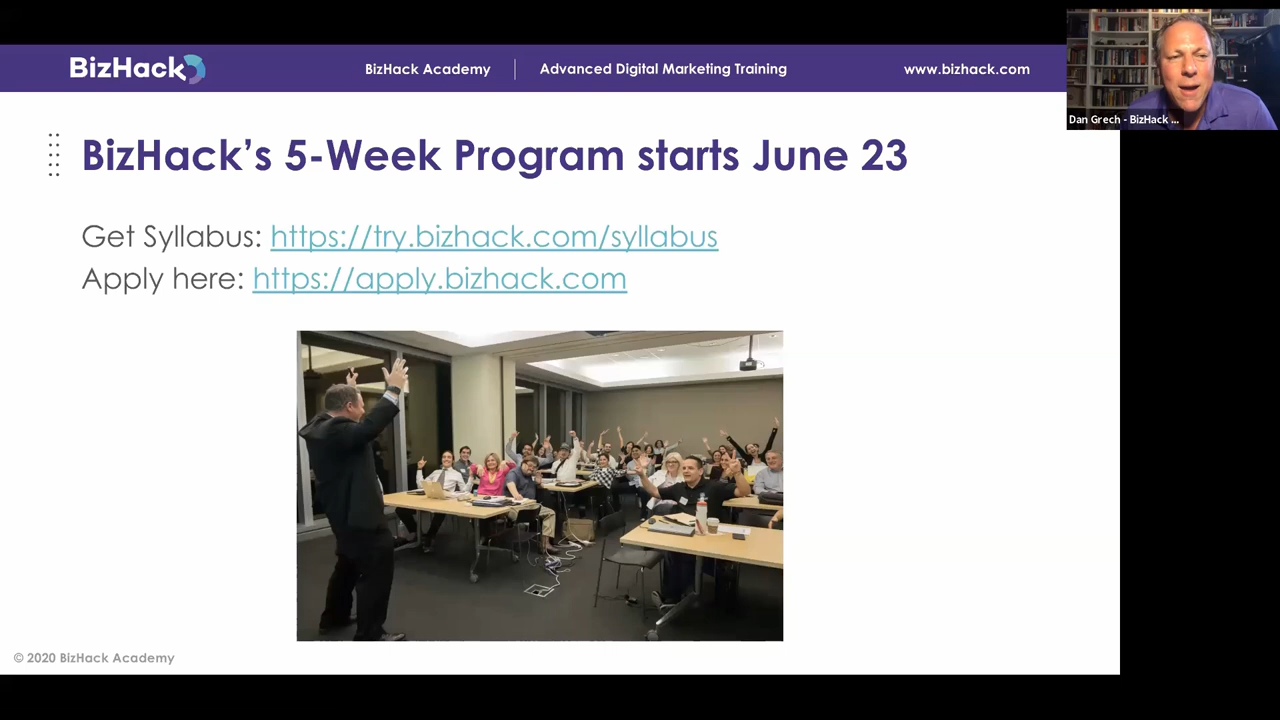 BizHack
BizHack Academy
Advanced Digital Marketing Training
www.bizhack.com
Dan Grech - BizHack ...
BizHack’s 5-Week Program starts June 23
Get Syllabus: https://try.bizhack.com/syllabus
Apply here: https://apply.bizhack.com
© 2020 BizHack Academy